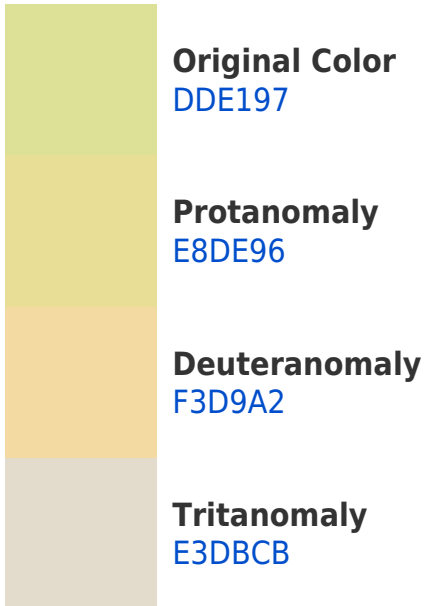 Original Color
DDE197
Protanomaly
E8DE96
Deuteranomaly
F3D9A2
Tritanomaly
E3DBCB